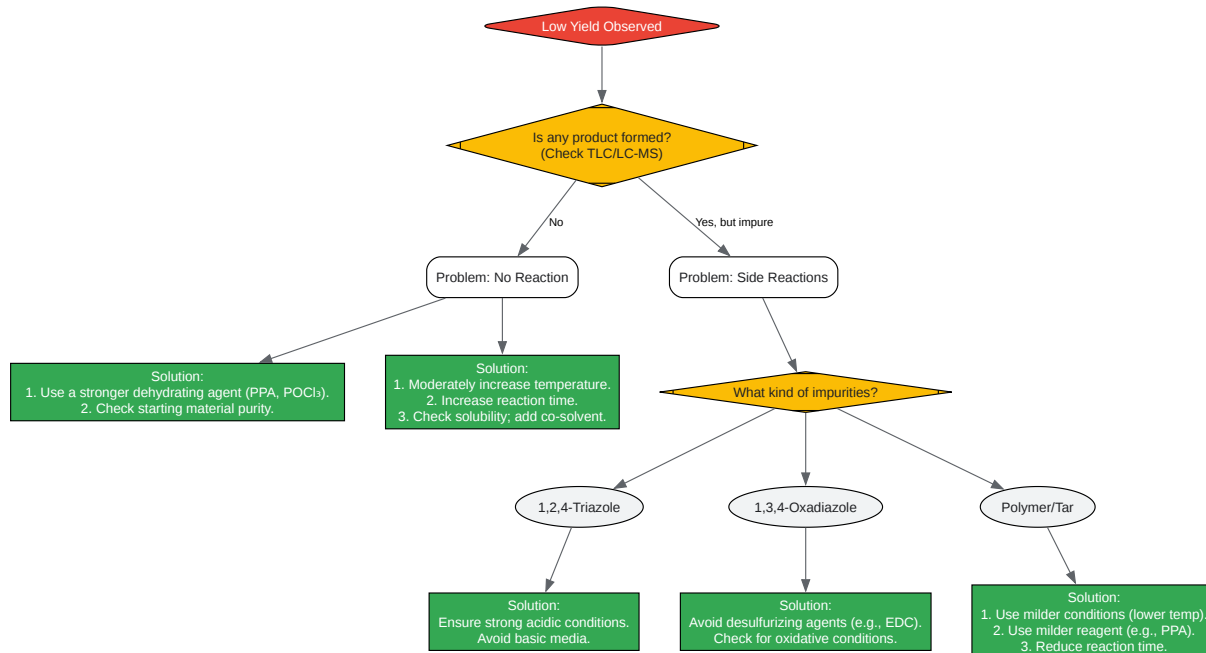 Low Yield Observed
Is any product formed?
(Check TLC/LC-MS)
No
Yes, but impure
Problem: No Reaction
Problem: Side Reactions
Solution:
1. Use a stronger dehydrating agent (PPA, POCl₃).
2. Check starting material purity.
Solution:
1. Moderately increase temperature.
2. Increase reaction time.
3. Check solubility; add co-solvent.
What kind of impurities?
1,2,4-Triazole
1,3,4-Oxadiazole
Polymer/Tar
Solution:
Ensure strong acidic conditions.
Avoid basic media.
Solution:
Avoid desulfurizing agents (e.g., EDC).
Check for oxidative conditions.
Solution:
1. Use milder conditions (lower temp).
2. Use milder reagent (e.g., PPA).
3. Reduce reaction time.